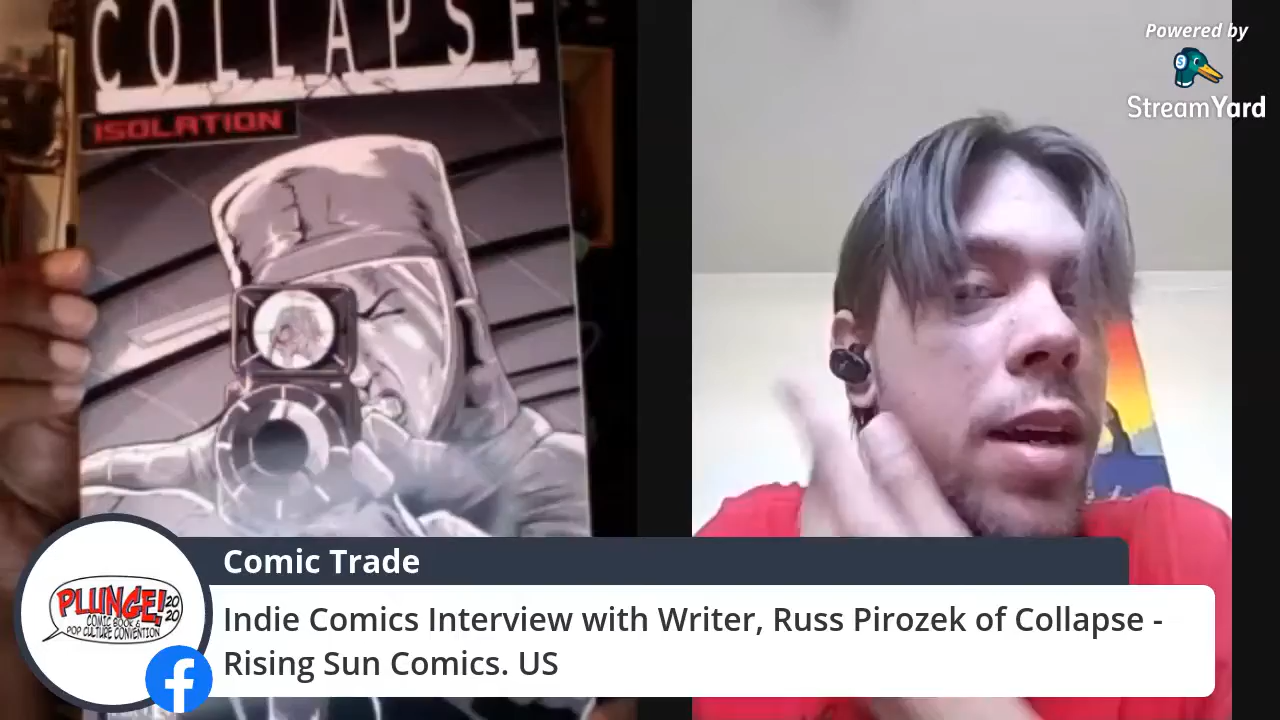 COLLAPSE
ISOLATION
Powered by
StreamYard
Comic Trade
PLUNGE! 2020
COMIC BOOK &
POP CULTURE CONVENTION
Indie Comics Interview with Writer, Russ Pirozek of Collapse -
Rising Sun Comics. US